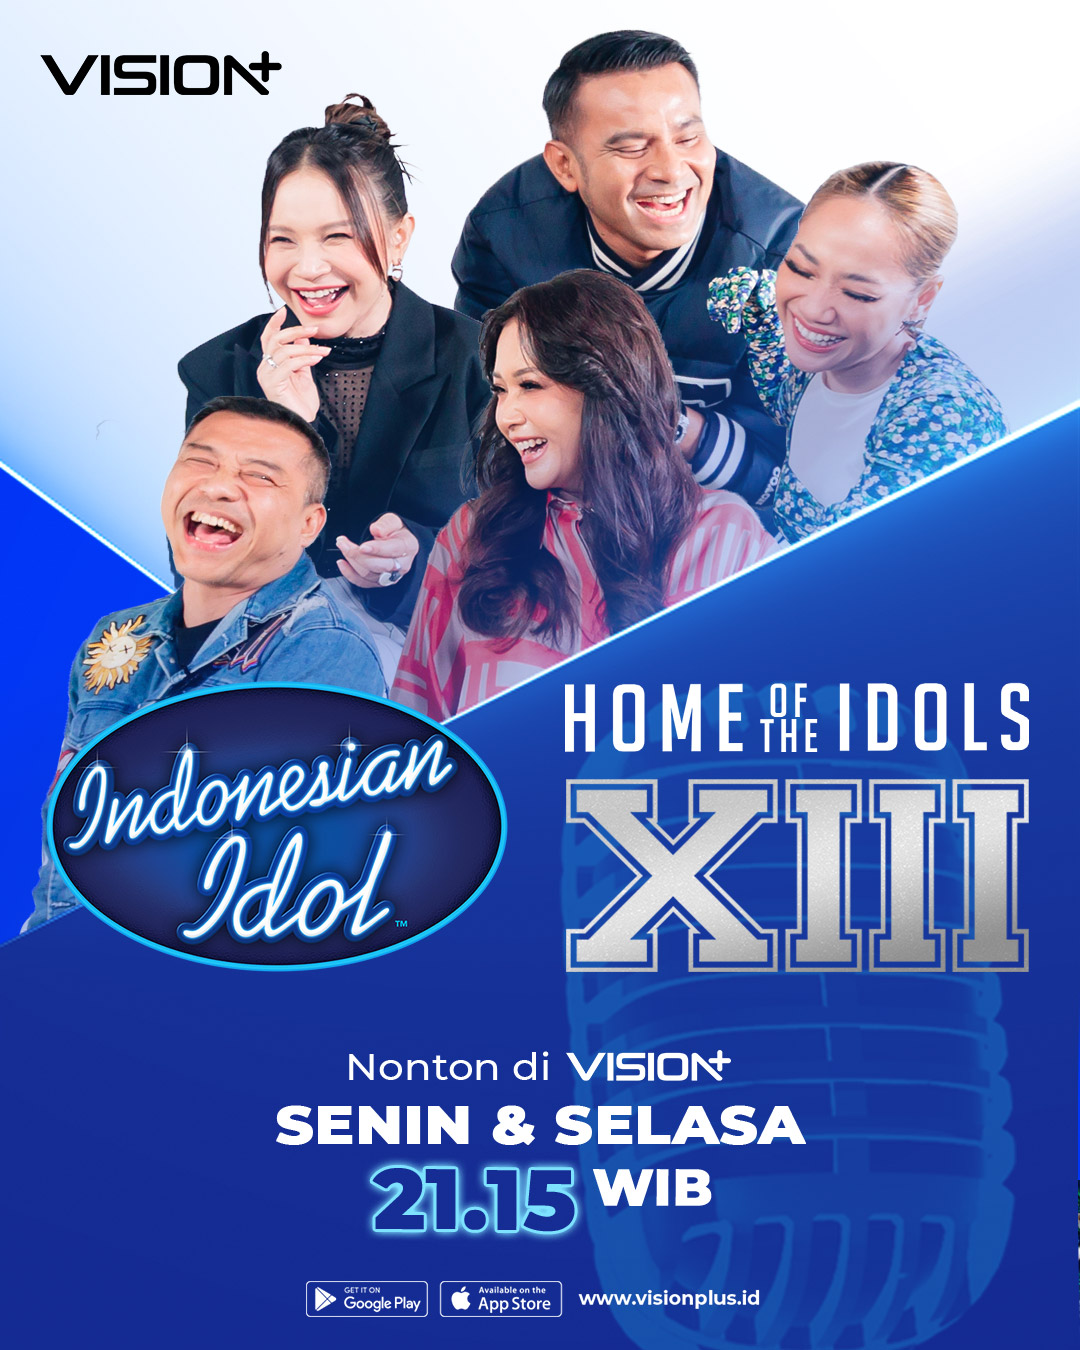 VISION+
Indonesian
Idol
™
HOME OF THE IDOLS
XIII
Nonton di VISION+
SENIN & SELASA
21.15 WIB
GET IT ON
Google Play
Available on the
App Store
www.visionplus.id